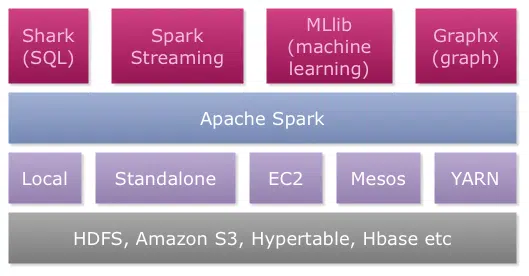 Shark
(SQL)
Spark
Streaming
MLlib
(machine
learning)
Graphx
(graph)
Apache Spark
Local
Standalone
EC2
Mesos
YARN
HDFS, Amazon S3, Hypertable, Hbase etc